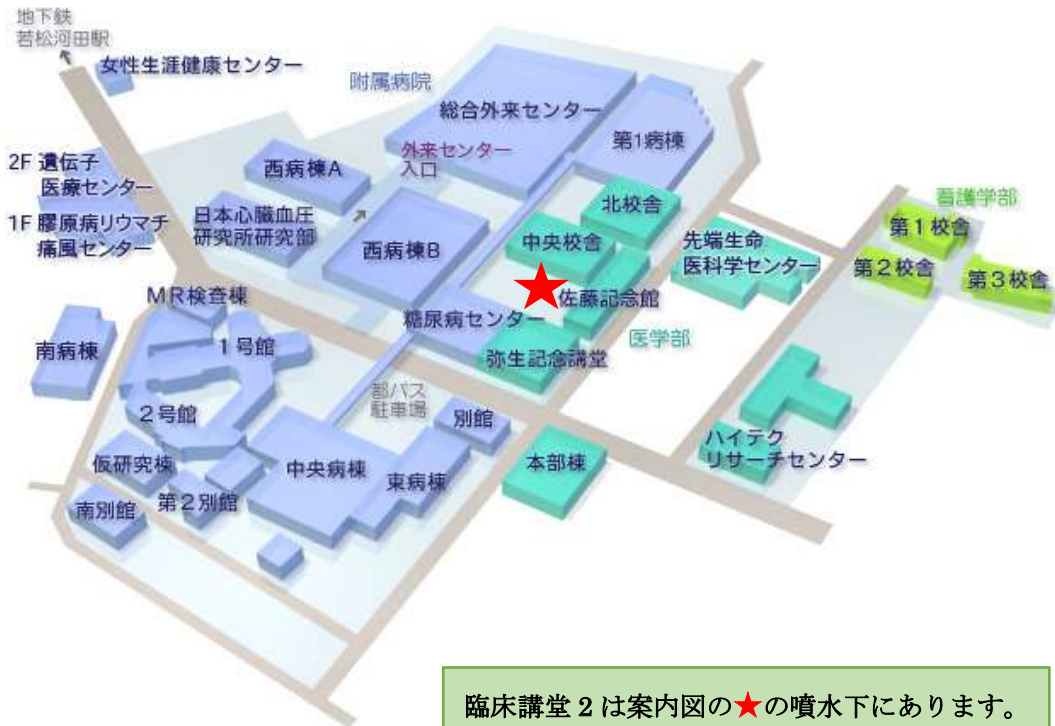 地下鉄
若松河田駅
女性生涯健康センター
附属病院
総合外来センター
第1病棟
外来センター
入口
2F 遺伝子
医療センター
西病棟A
1F 膠原病リウマチ
痛風センター
日本心臓血圧
研究所研究部
西病棟B
北校舎
中央校舎
先端生命
医科学センター
看護学部
第1校舎
第2校舎
第3校舎
MR検査棟
佐藤記念館
糖尿病センター
医学部
南病棟
1号館
弥生記念講堂
都バス
駐車場
2号館
別館
ハイテク
リサーチセンター
仮研究棟
中央病棟
東病棟
本部棟
第2別館
南別館
臨床講堂 2 は案内図の★の噴水下にあります。